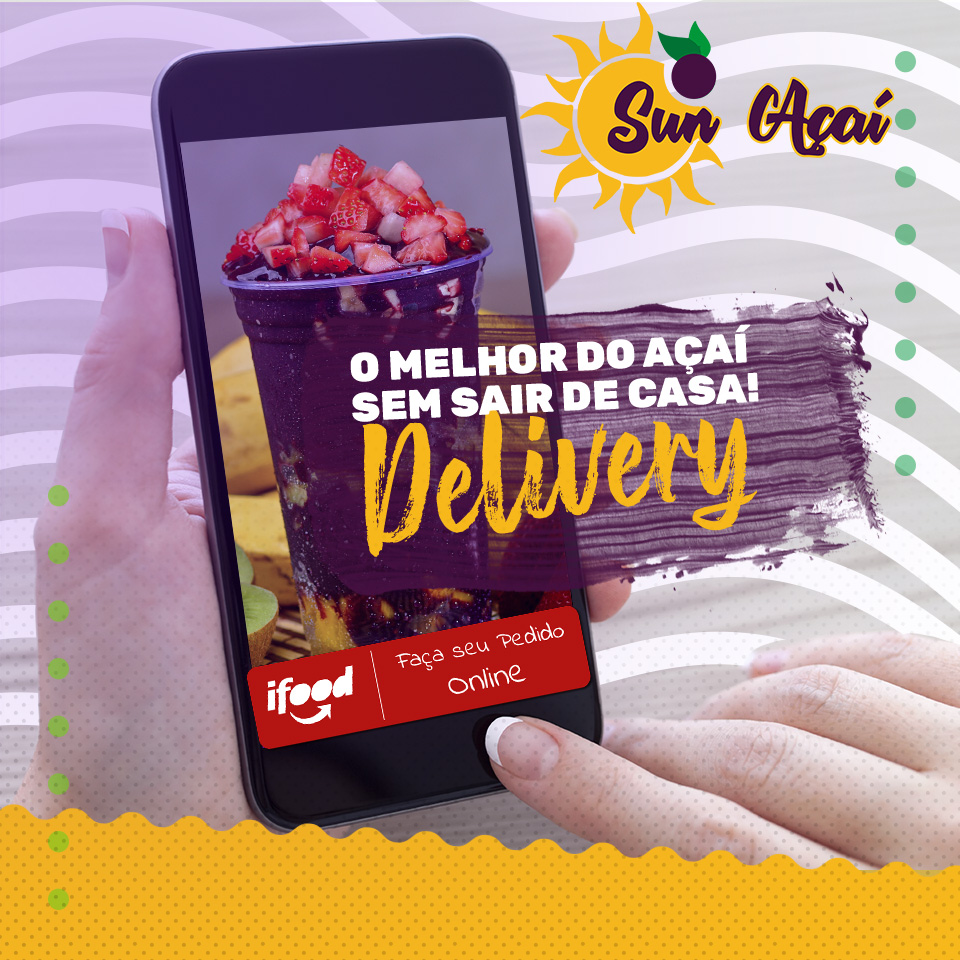 Sun Açaí
O MELHOR DO AÇAÍ
SEM SAIR DE CASA!
Delivery
ifood
Faça seu Pedido
Online